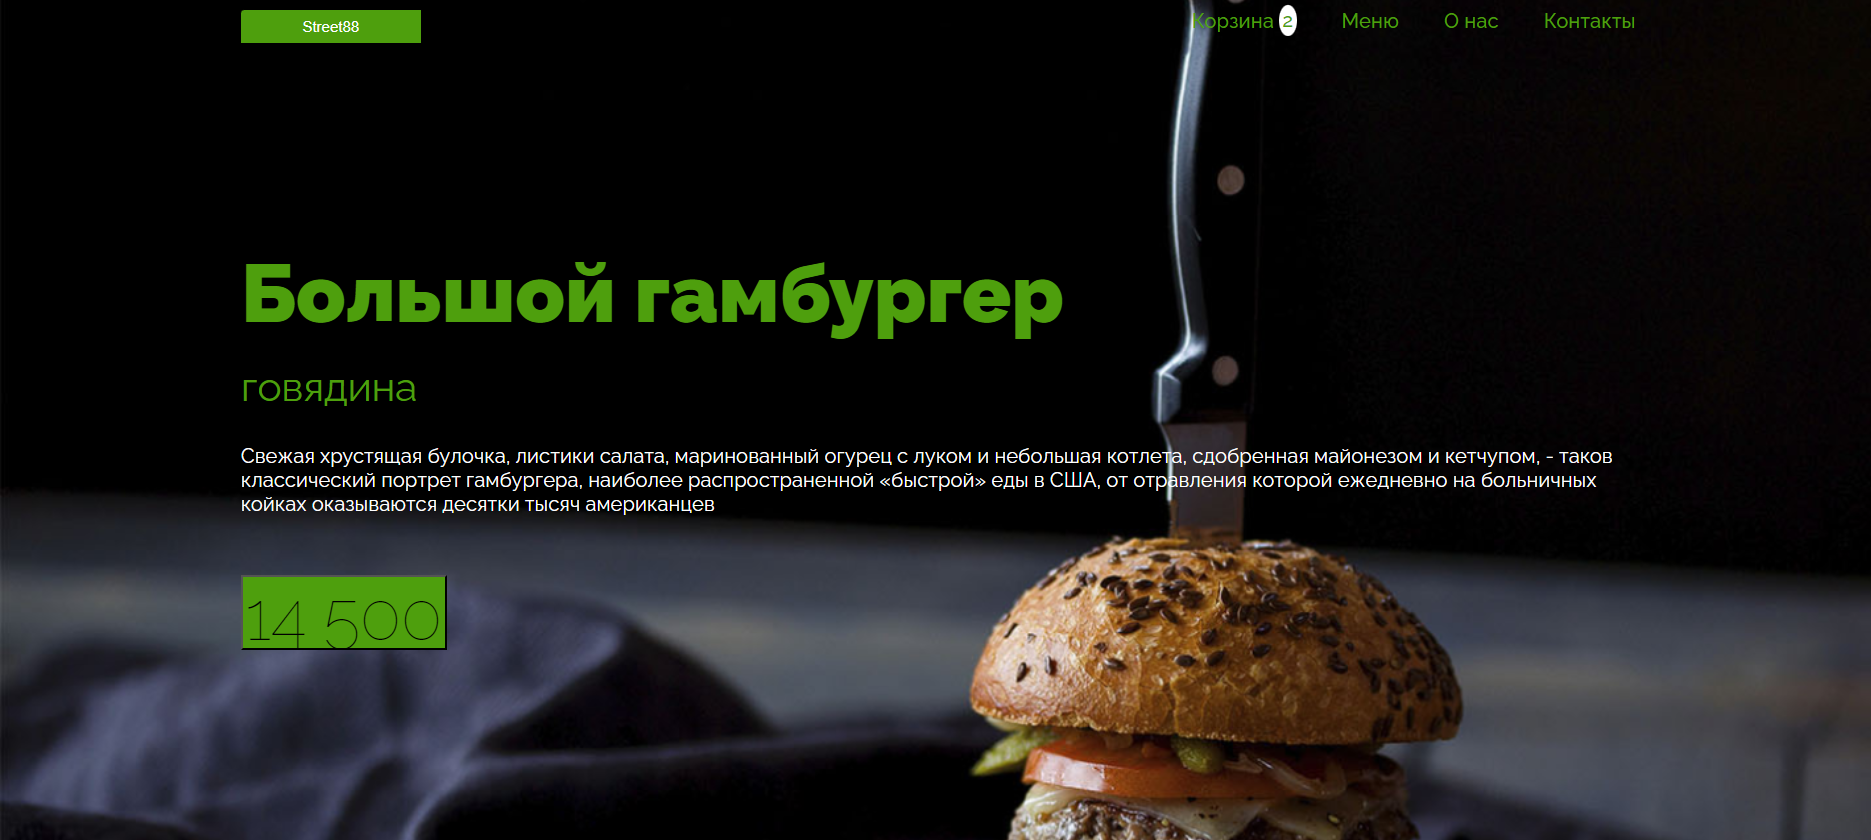 Street88
Корзина 2 Меню О нас Контакты
Большой гамбургер
говядина
Свежая хрустящая булочка, листики салата, маринованный огурец с луком и небольшая котлета, сдобренная майонезом и кетчупом, - таков
классический портрет гамбургера, наиболее распространенной «быстрой» еды в США, от отравления которой ежедневно на больничных
койках оказываются десятки тысяч американцев
14 500